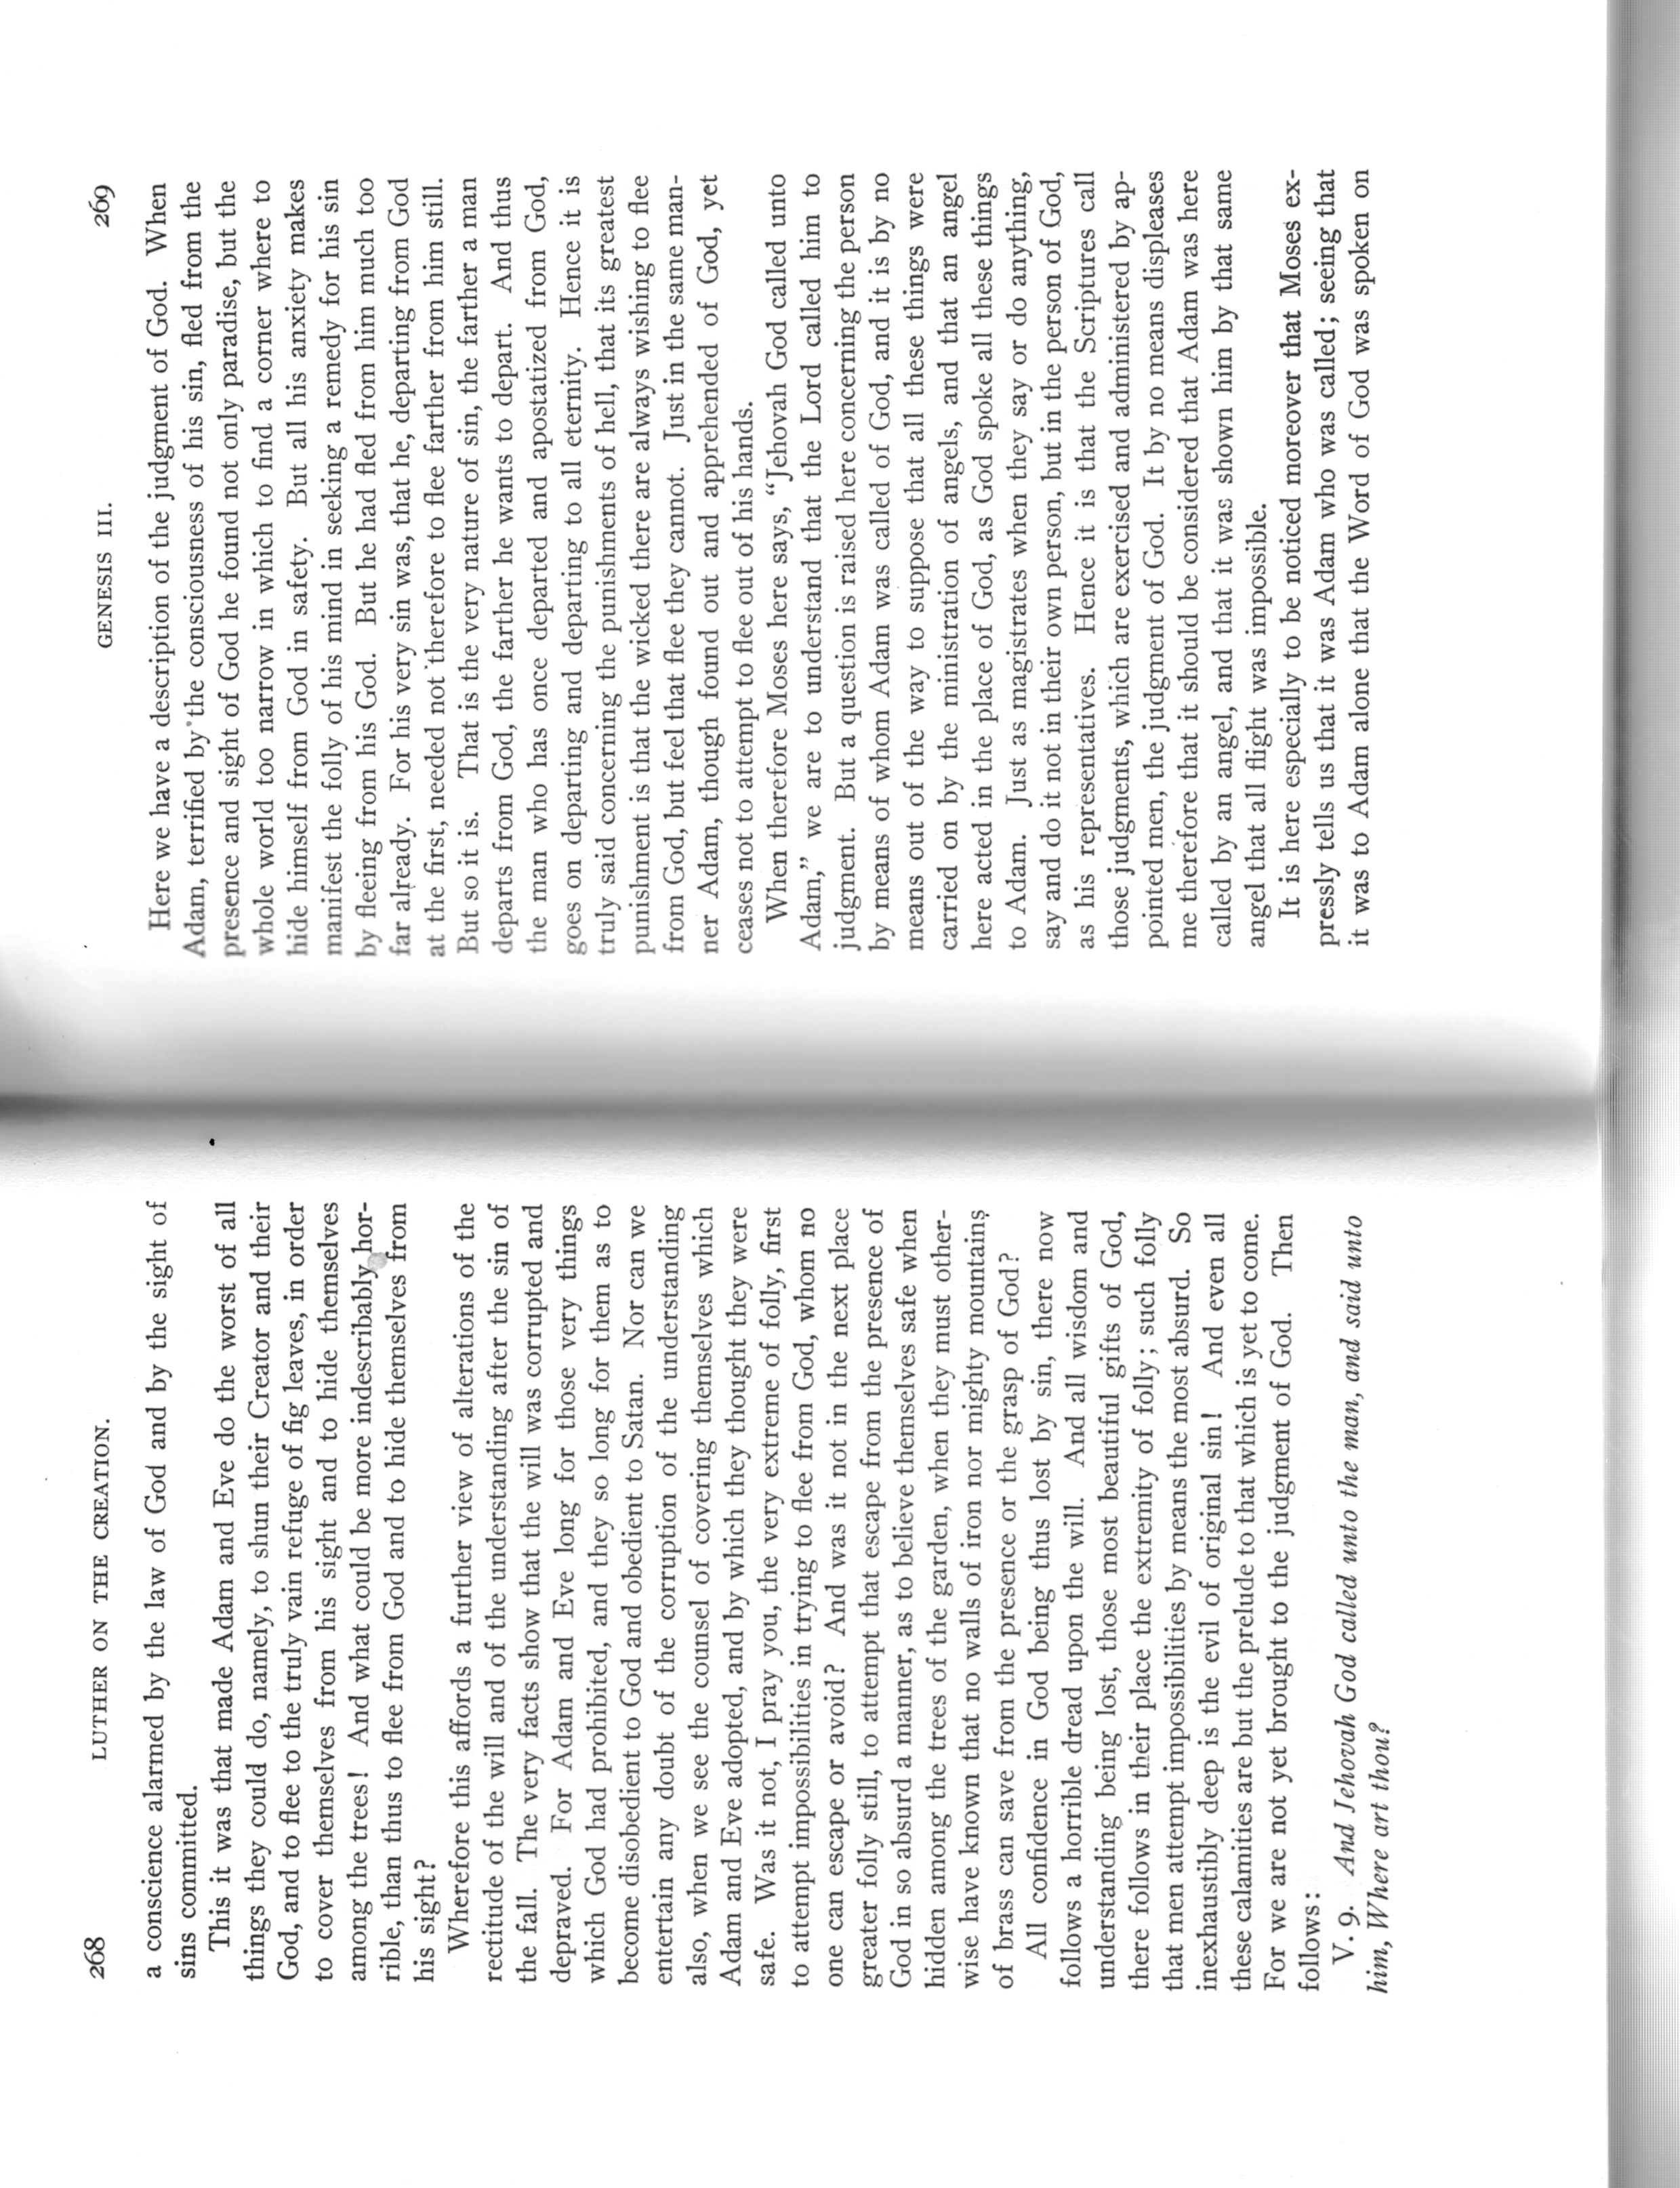 268 LUTHER ON THE CREATION.
a conscience alarmed by the law of God and by the sight of
sins committed.
This it was that made Adam and Eve do the worst of all
things they could do, namely, to shun their Creator and their
God, and to flee to the truly vain refuge of fig leaves, in order
to cover themselves from his sight and to hide themselves
among the trees! And what could be more indescribably hor-
rible, than thus to flee from God and to hide themselves from
his sight?
Wherefore this affords a further view of alterations of the
rectitude of the will and of the understanding after the sin of
the fall. The very facts show that the will was corrupted and
depraved. For Adam and Eve long for those very things
which God had prohibited, and they so long for them as to
become disobedient to God and obedient to Satan. Nor can we
entertain any doubt of the corruption of the understanding
also, when we see the counsel of covering themselves which
Adam and Eve adopted, and by which they thought they were
safe. Was it not, I pray you, the very extreme of folly, first
to attempt impossibilities in trying to flee from God, whom no
one can escape or avoid? And was it not in the next place
greater folly still, to attempt that escape from the presence of
God in so absurd a manner, as to believe themselves safe when
hidden among the trees of the garden, when they must other-
wise have known that no walls of iron nor mighty mountains
of brass can save from the presence or the grasp of God?
All confidence in God being thus lost by sin, there now
follows a horrible dread upon the will. And all wisdom and
understanding being lost, those most beautiful gifts of God,
there follows in their place the extremity of folly; such folly
that men attempt impossibilities by means the most absurd. So
inexhaustibly deep is the evil of original sin! And even all
these calamities are but the prelude to that which is yet to come.
For we are not yet brought to the judgment of God. Then
follows:
V. 9. And Jehovah God called unto the man, and said unto
him, Where art thou?
GENESIS III. 269
Here we have a description of the judgment of God. When
Adam, terrified by the consciousness of his sin, fled from the
presence and sight of God he found not only paradise, but the
whole world too narrow in which to find a corner where to
hide himself from God in safety. But all his anxiety makes
manifest the folly of his mind in seeking a remedy for his sin
by fleeing from his God. But he had fled from him much too
far already. For his very sin was, that he, departing from God
at the first, needed not therefore to flee farther from him still.
But so it is. That is the very nature of sin, the farther a man
departs from God, the farther he wants to depart. And thus
the man who has once departed and apostatized from God,
goes on departing and departing to all eternity. Hence it is
truly said concerning the punishments of hell, that its greatest
punishment is that the wicked there are always wishing to flee
from God, but feel that flee they cannot. Just in the same man-
ner Adam, though found out and apprehended of God, yet
ceases not to attempt to flee out of his hands.
When therefore Moses here says, “Jehovah God called unto
Adam,” we are to understand that the Lord called him to
judgment. But a question is raised here concerning the person
by means of whom Adam was called of God, and it is by no
means out of the way to suppose that all these things were
carried on by the ministration of angels, and that an angel
here acted in the place of God, as God spoke all these things
to Adam. Just as magistrates when they say or do anything,
say and do it not in their own person, but in the person of God,
as his representatives. Hence it is that the Scriptures call
those judgments, which are exercised and administered by ap-
pointed men, the judgment of God. It by no means displeases
me therefore that it should be considered that Adam was here
called by an angel, and that it was shown him by that same
angel that all flight was impossible.
It is here especially to be noticed moreover that Moses ex-
pressly tells us that it was Adam who was called; seeing that
it was to Adam alone that the Word of God was spoken on